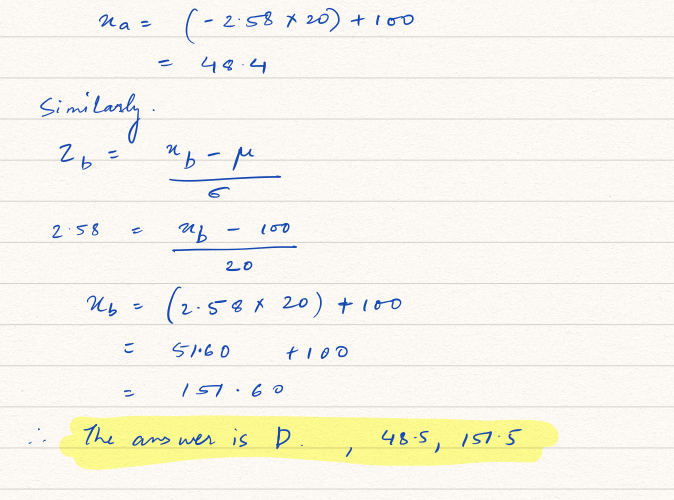 xa = (-2.58 × 20) + 100
= 48.4
Similarly.
Zb = xb - μ
σ
2.58 = xb - 100
20
xb = (2.58 × 20) + 100
= 51.60 + 100
= 151.60
∴ The answer is D. , 48.5, 151.5